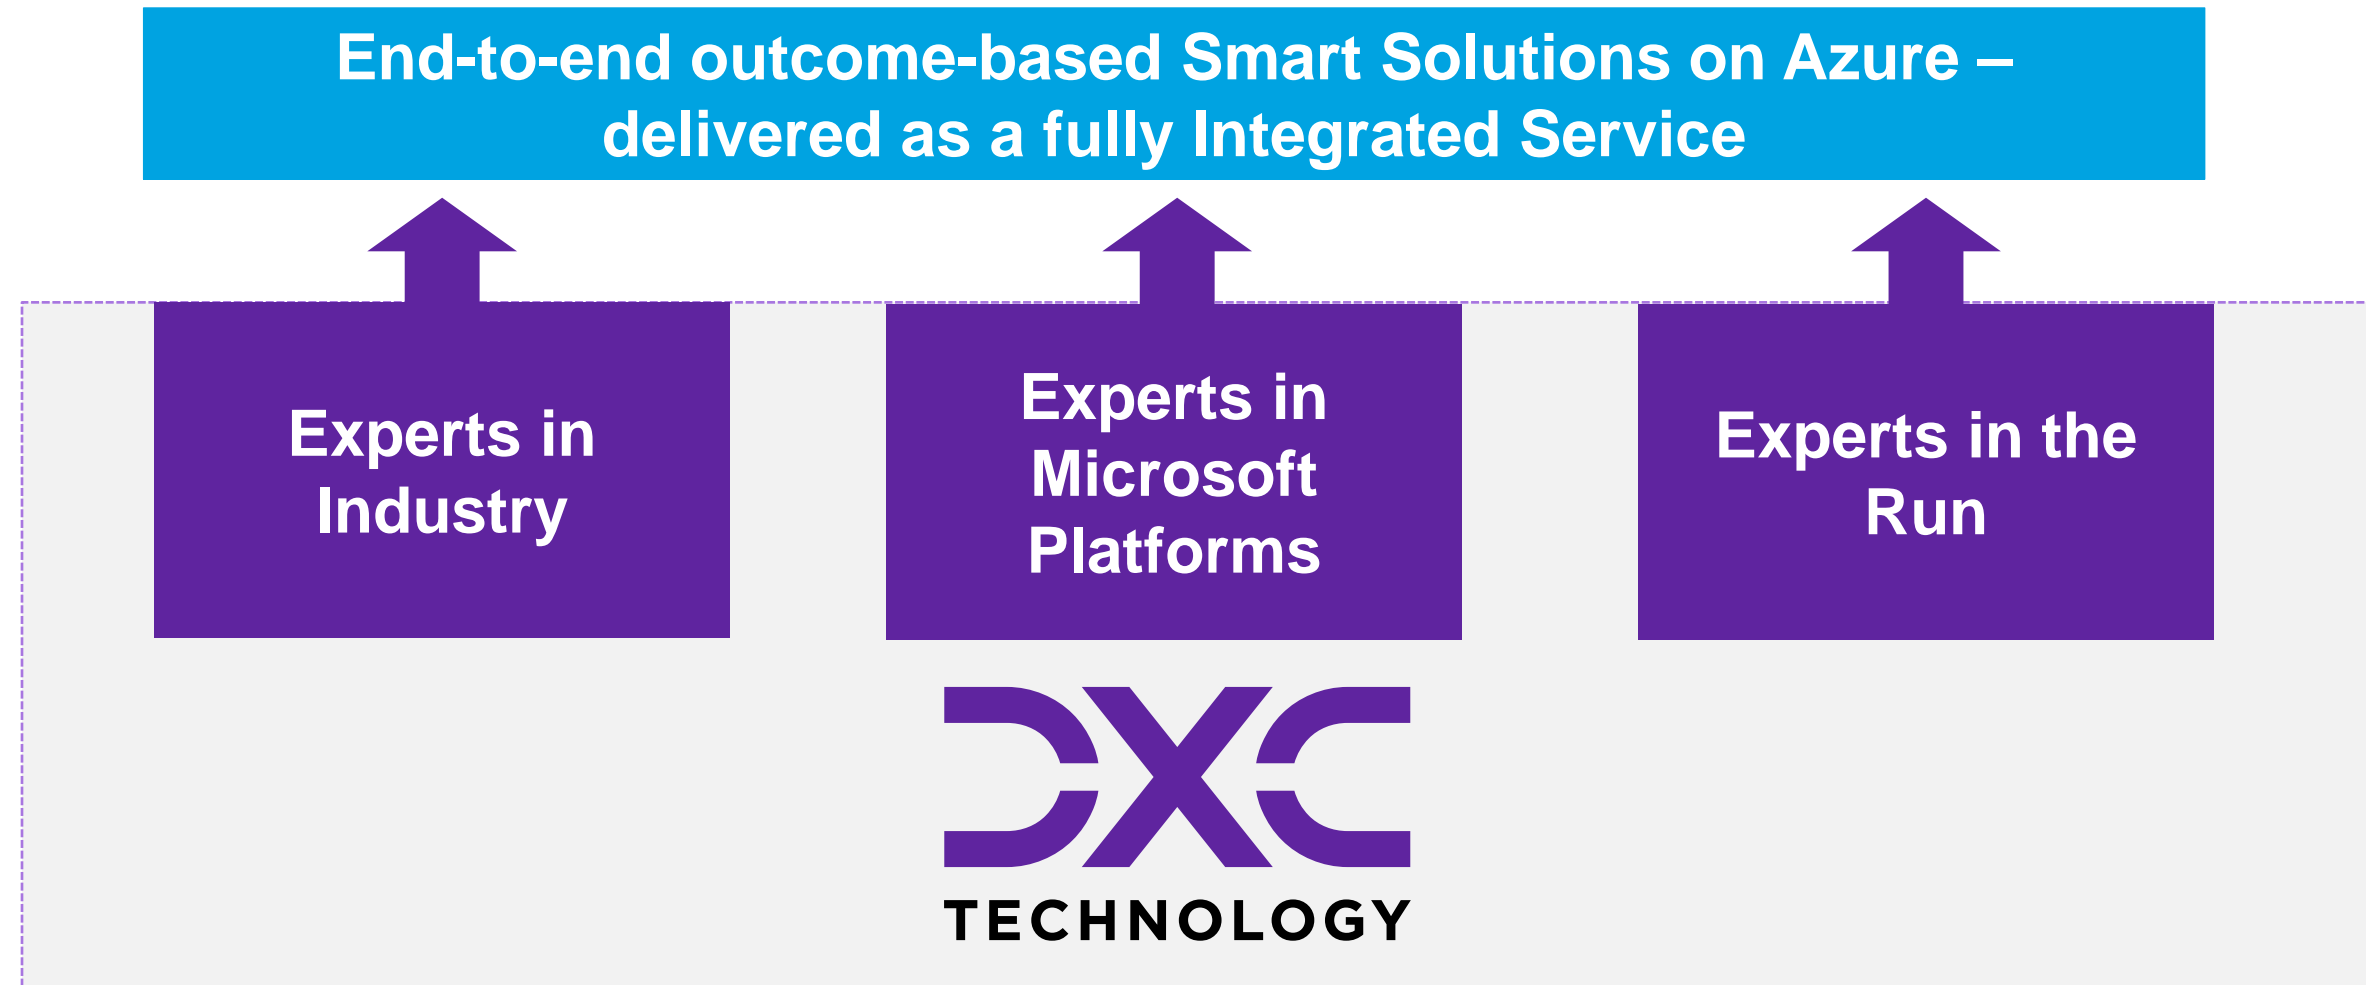 End-to-end outcome-based Smart Solutions on Azure –
delivered as a fully Integrated Service
Experts in
Industry
Experts in
Microsoft
Platforms
Experts in the
Run
DXC
TECHNOLOGY